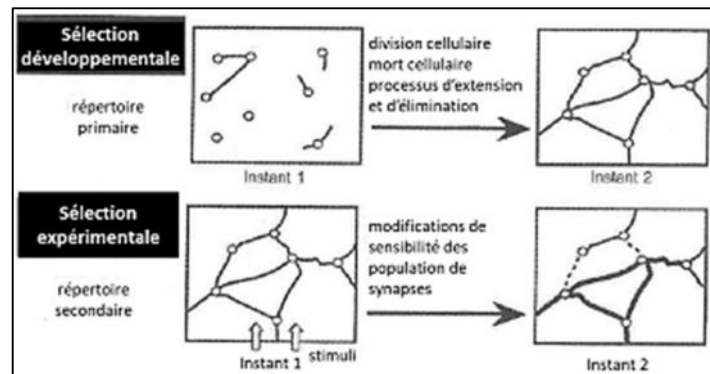 Sélection
développementale
répertoire
primaire
Instant 1
division cellulaire
mort cellulaire
processus d'extension
et d'élimination
Instant 2
Sélection
expérimentale
répertoire
secondaire
Instant 1
stimuli
modifications de
sensibilité des
population de
synapses
Instant 2